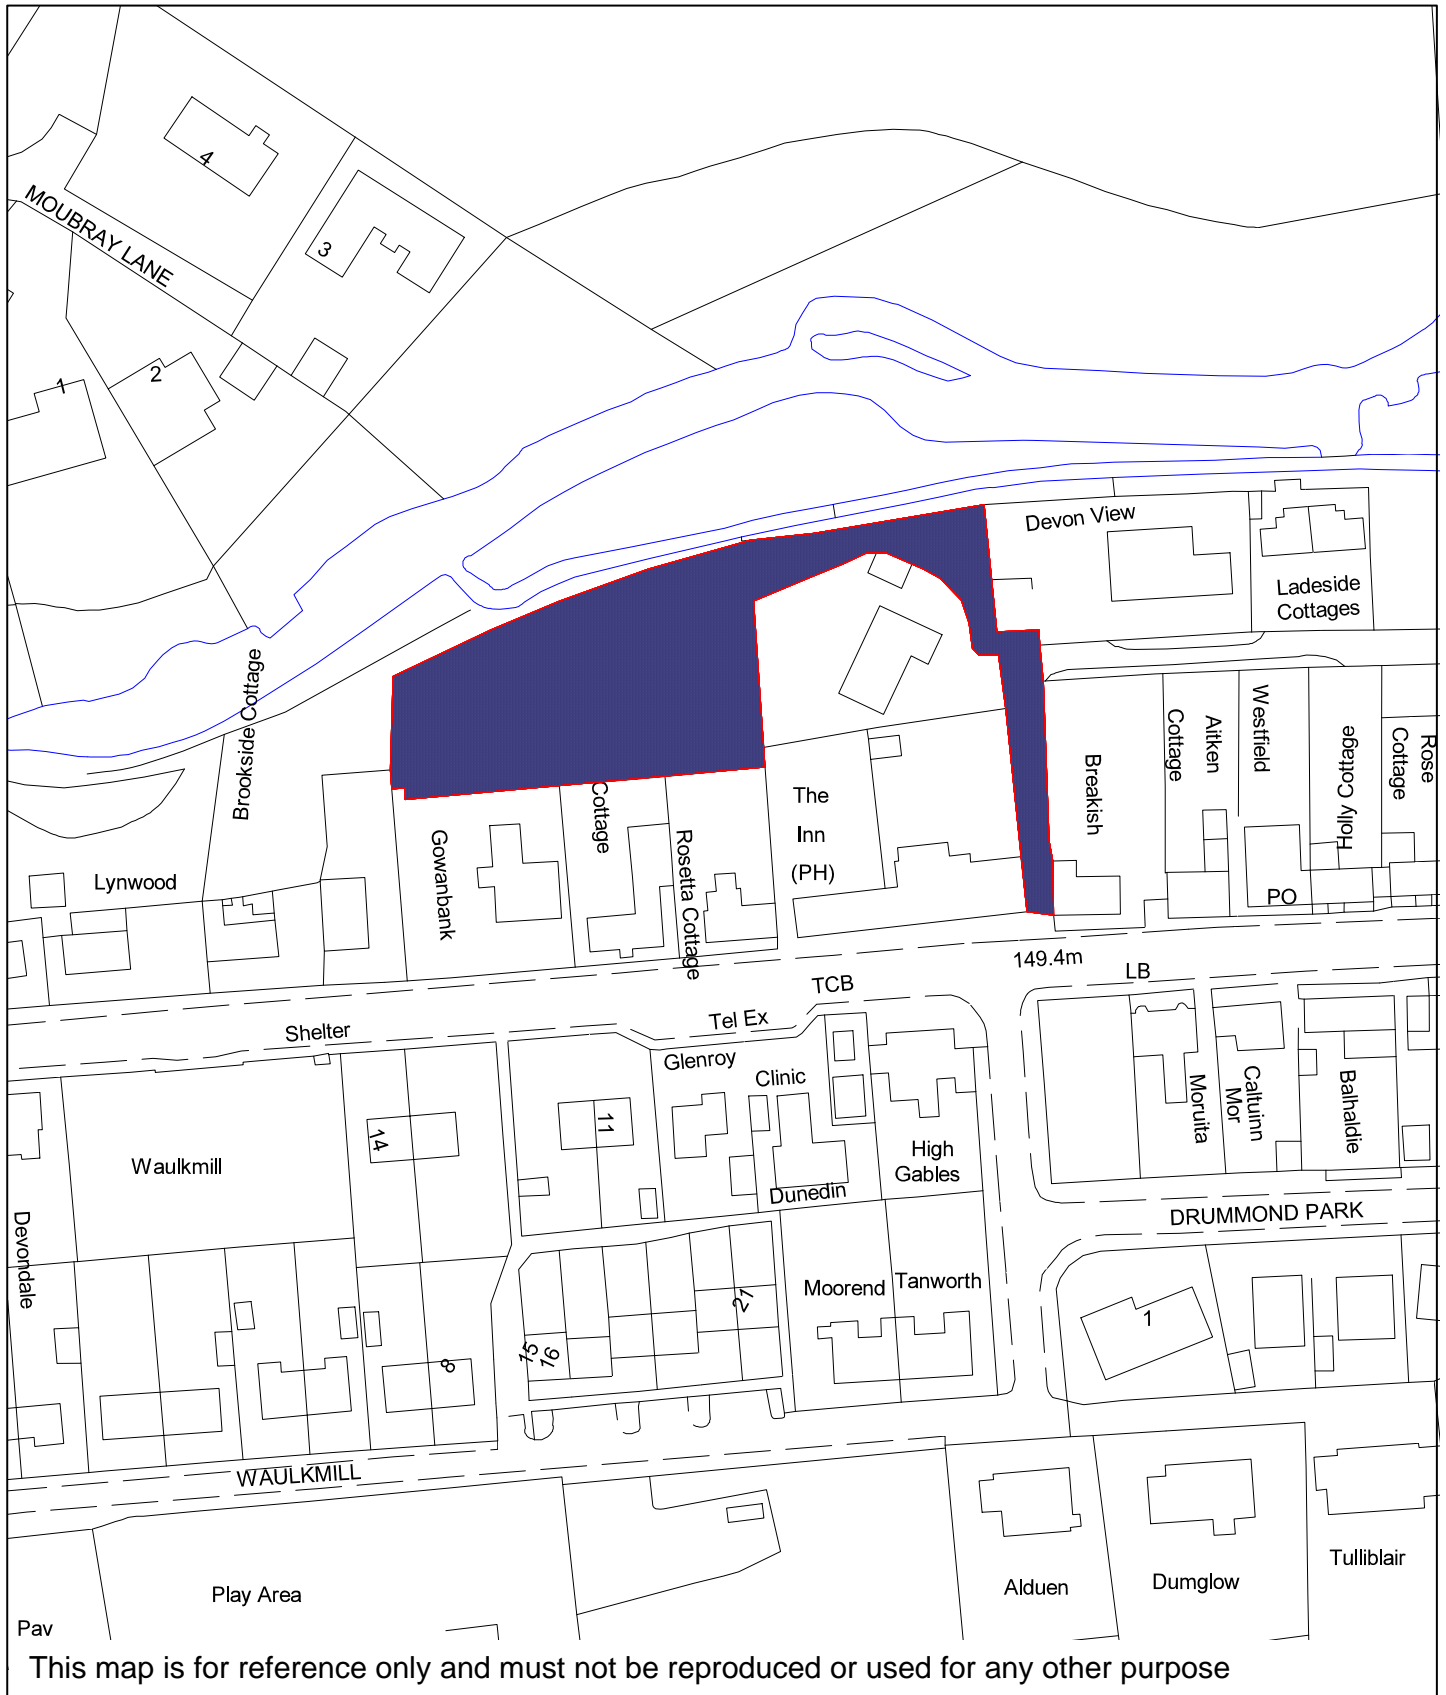 4
MOUBRAY LANE
3
2
1
Devon View
Ladeside
Cottages
Brookside Cottage
Cottage
Aitken
Westfield
Holly Cottage
Rose
Cottage
Breakish
The
Inn
(PH)
Cottage
Rosetta Cottage
Gowanbank
Lynwood
PO
149.4m
LB
TCB
Tel Ex
Shelter
Glenroy
Clinic
11
14
Waulkmill
High
Gables
Dunedin
Moruita
Caltuinn
Mor
Balhaldie
DRUMMOND PARK
Devondale
Moorend
Tanworth
21
1
15
16
8
WAULKMILL
Alduen
Dumglow
Tulliblair
Play Area
Pav
This map is for reference only and must not be reproduced or used for any other purpose